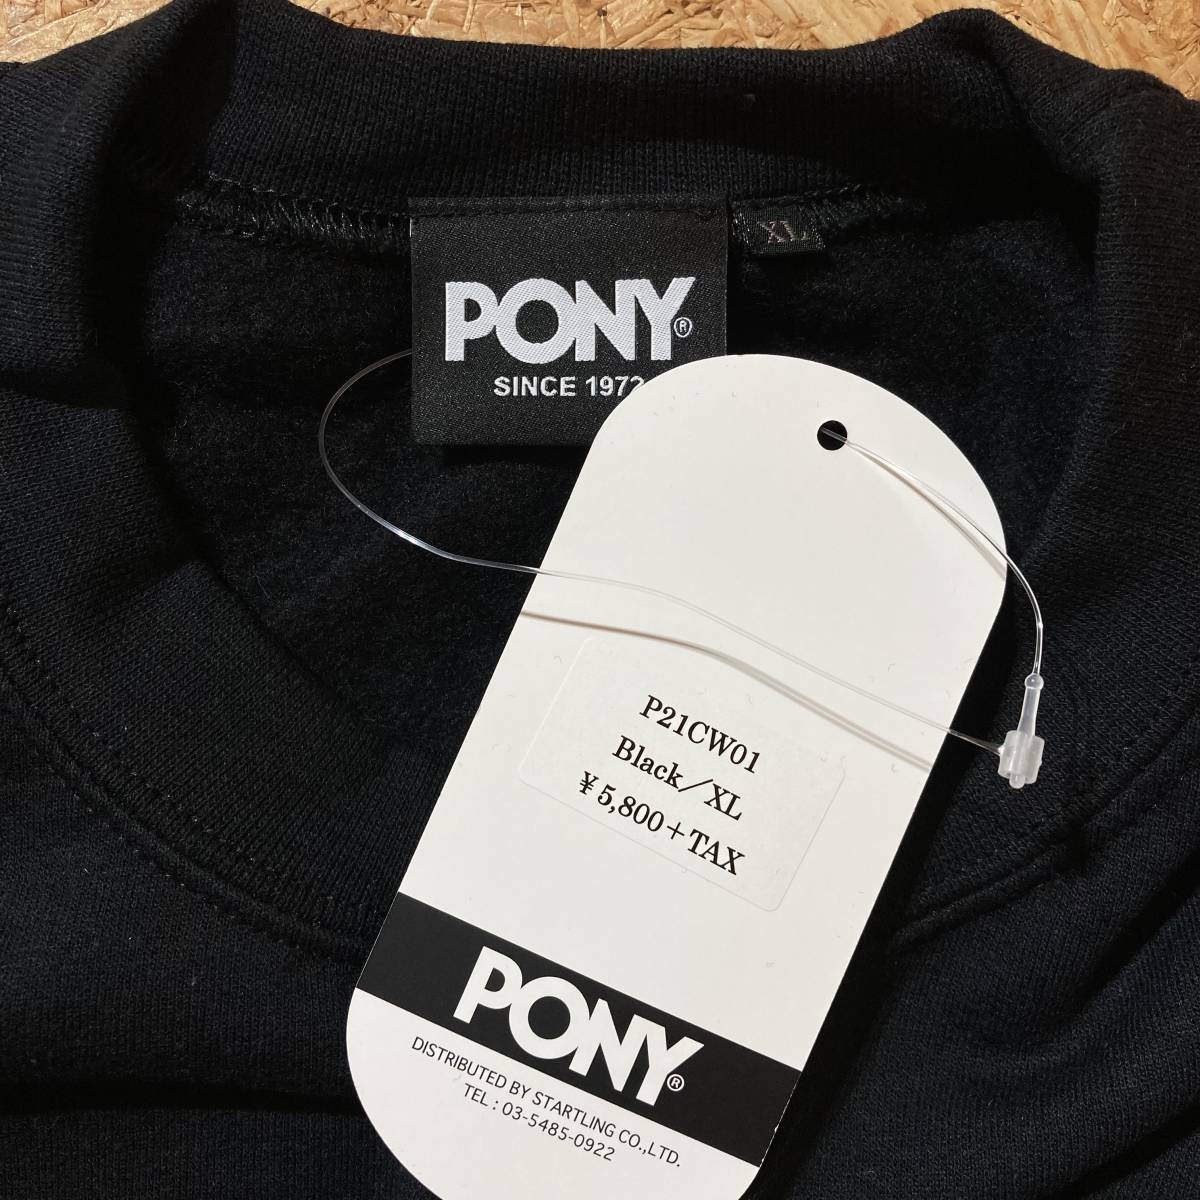 XL
PONY®
SINCE 1972
P21CW01
Black／XL
¥5,800＋TAX
PONY®
DISTRIBUTED BY STARTLING CO.,LTD.
TEL : 03-5485-0922